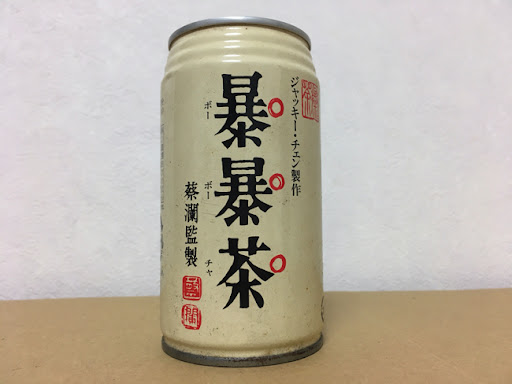 ジャッキー・チェン製作
暴暴茶
ボー ボー チャ
蔡瀾監製